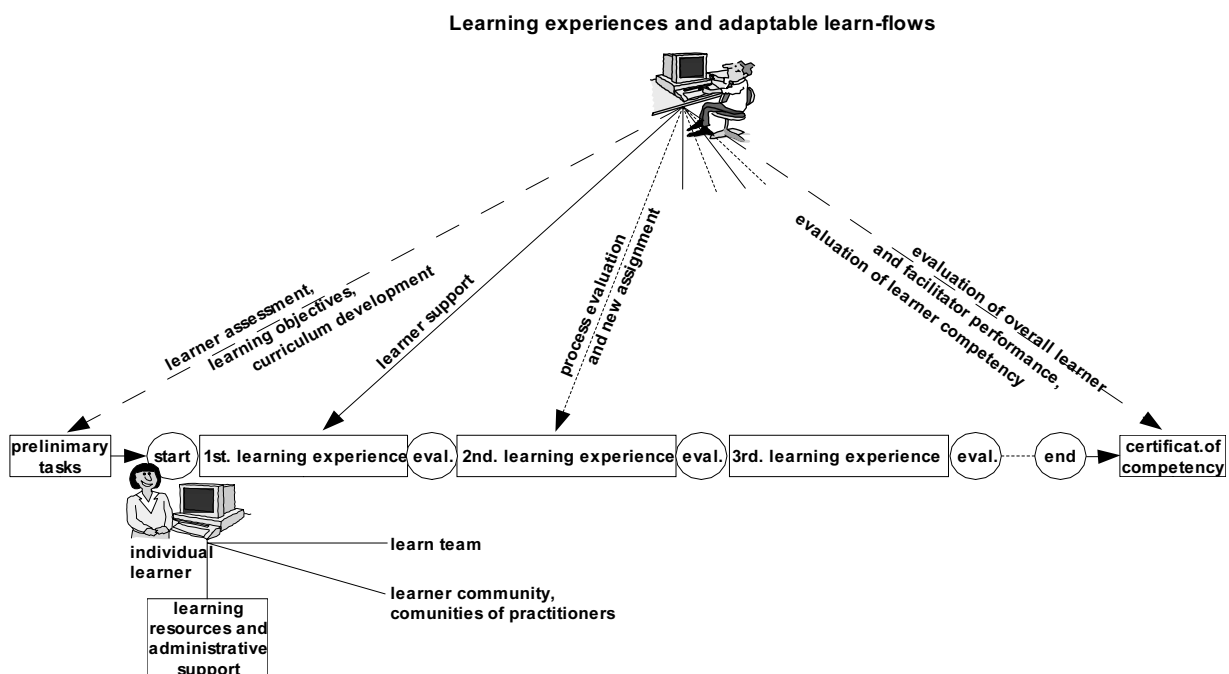 Learning experiences and adaptable learn-flows
learner assessment,
learning objectives,
curriculum development
learner support
process evaluation
and new assignment
evaluation of overall learner
and facilitator performance,
evaluation of learner competency
prelinimary
tasks
start
1st. learning experience
eval.
2nd. learning experience
eval.
3rd. learning experience
eval.
end
certificat.of
competency
individual
learner
learn team
learner community,
comunities of practitioners
learning
resources and
administrative
support